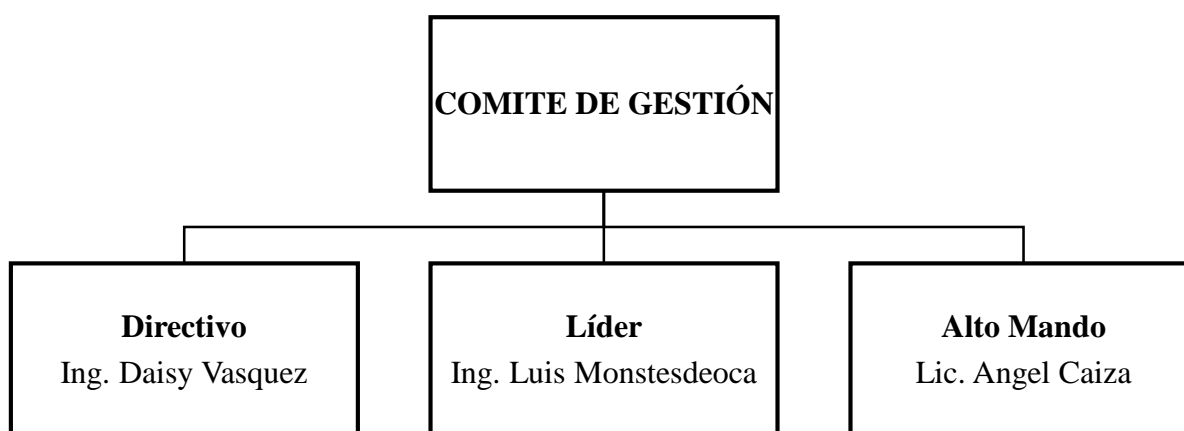 COMITE DE GESTIÓN
Directivo
Ing. Daisy Vasquez
Líder
Ing. Luis Monstesdeoca
Alto Mando
Lic. Angel Caiza